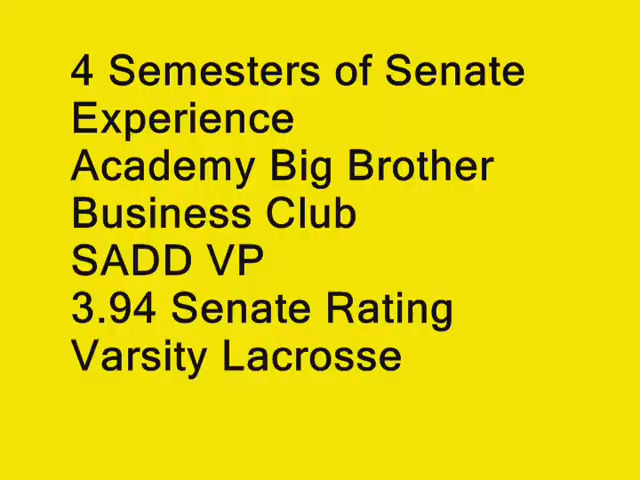 4 Semesters of Senate
Experience
Academy Big Brother
Business Club
SADD VP
3.94 Senate Rating
Varsity Lacrosse